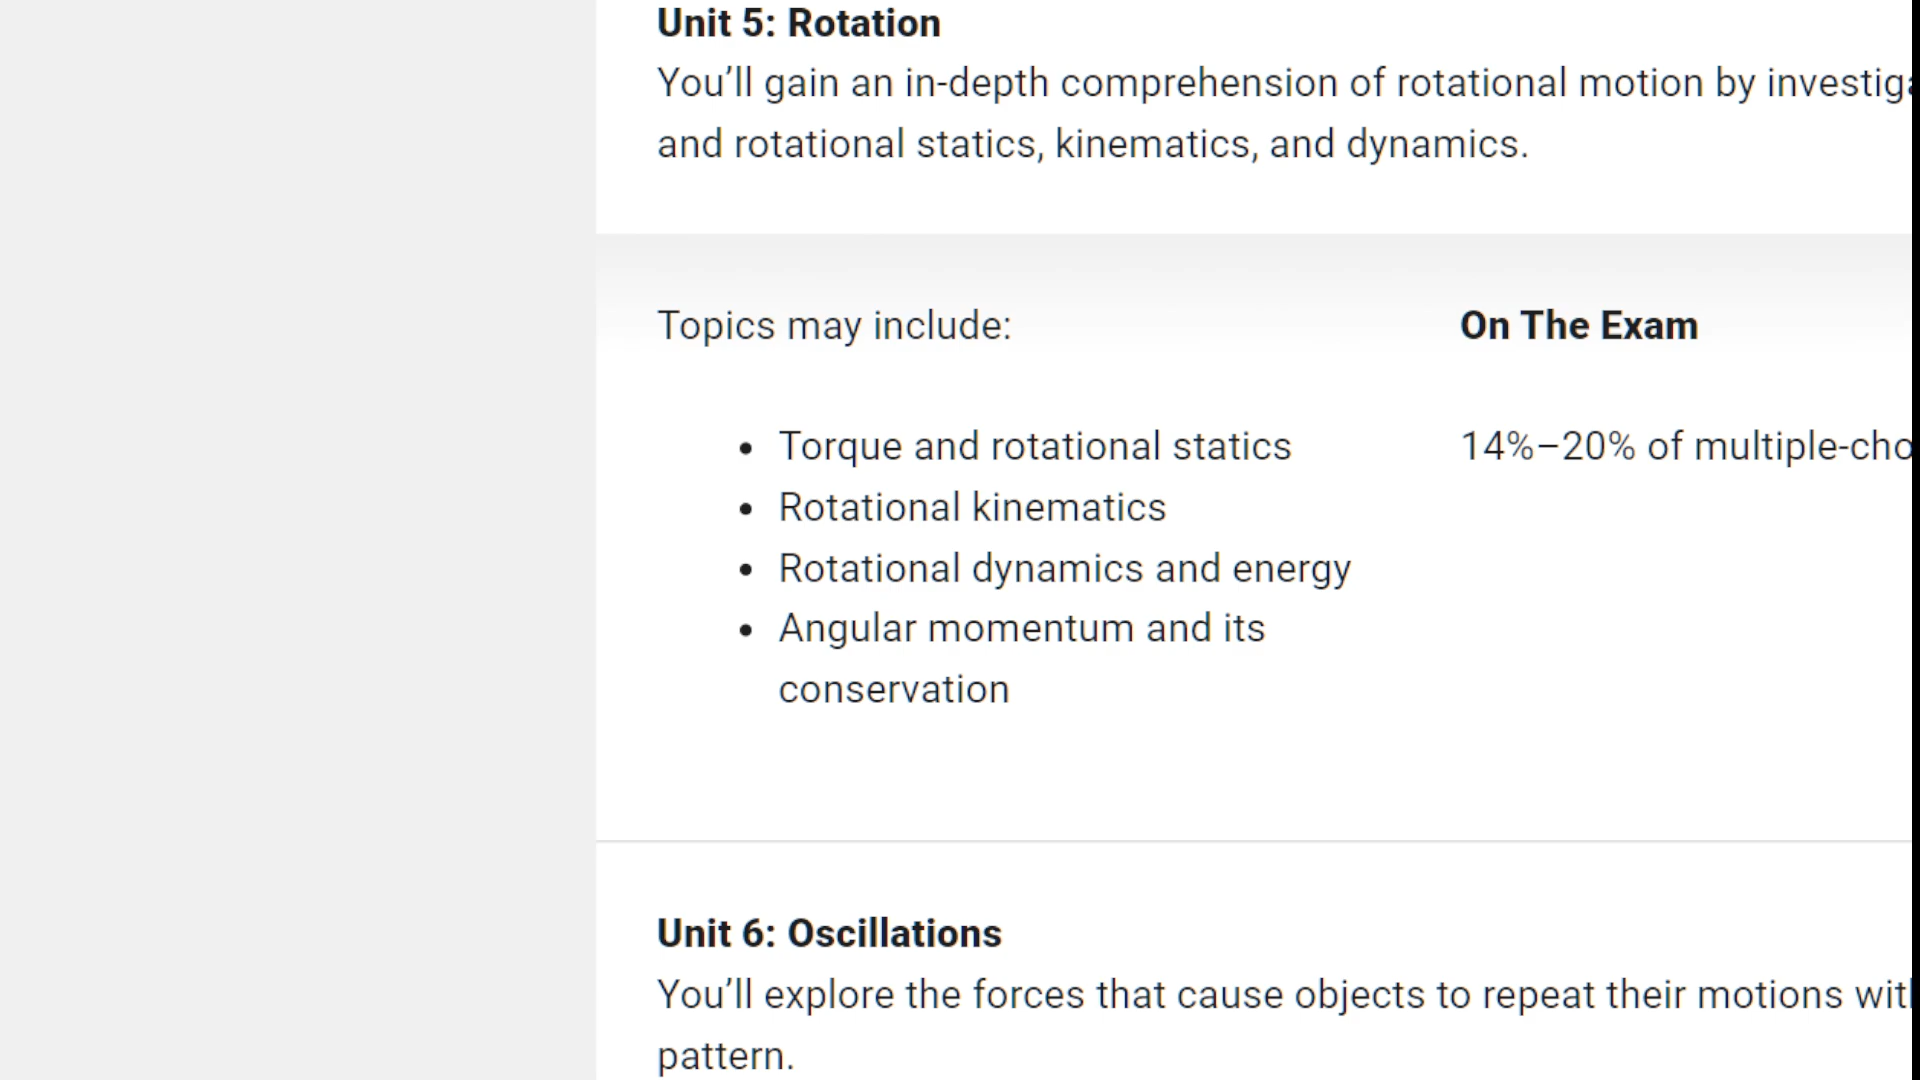 Unit 5: Rotation
You’ll gain an in-depth comprehension of rotational motion by
and rotational statics, kinematics, and dynamics.
Topics may include:
On The Exam
• Torque and rotational statics
14%–20% of
• Rotational kinematics
• Rotational dynamics and energy
• Angular momentum and its
conservation
Unit 6: Oscillations
You’ll explore the forces that cause objects to repeat their motions
pattern.